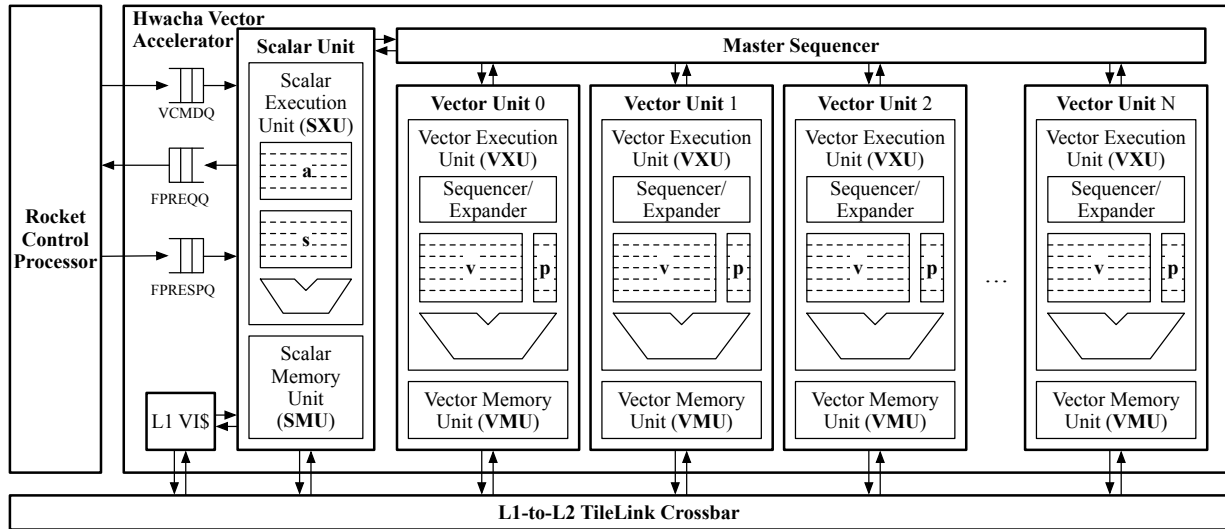 Hwacha Vector
Accelerator
Rocket
Control
Processor
VCMDQ
FPREQQ
FPRESPQ
L1 VI$
Scalar Unit
Scalar
Execution
Unit (SXU)
a
s
Scalar
Memory
Unit
(SMU)
Master Sequencer
Vector Unit 0
Vector Execution
Unit (VXU)
Sequencer/
Expander
v
p
Vector Memory
Unit (VMU)
Vector Unit 1
Vector Execution
Unit (VXU)
Sequencer/
Expander
v
p
Vector Memory
Unit (VMU)
Vector Unit 2
Vector Execution
Unit (VXU)
Sequencer/
Expander
v
p
Vector Memory
Unit (VMU)
...
Vector Unit N
Vector Execution
Unit (VXU)
Sequencer/
Expander
v
p
Vector Memory
Unit (VMU)
L1-to-L2 TileLink Crossbar